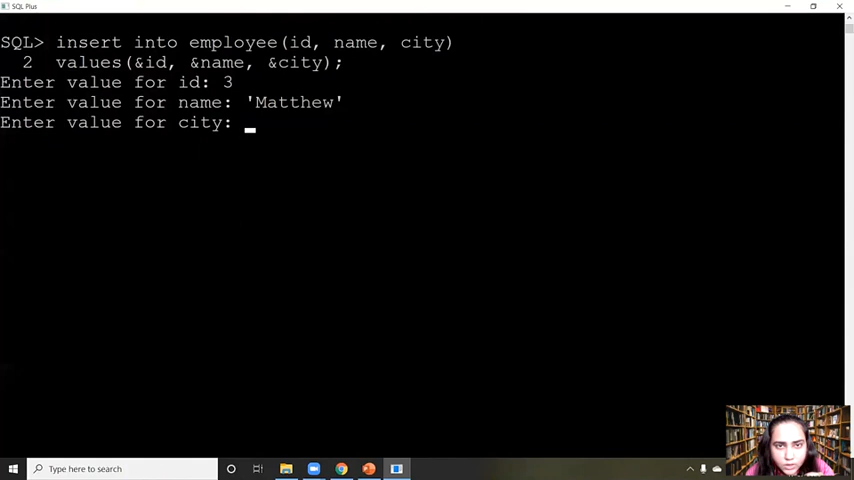 SQL Plus
SQL> insert into employee(id, name, city)
2 values(&id, &name, &city);
Enter value for id: 3
Enter value for name: 'Matthew'
Enter value for city:
Type here to search